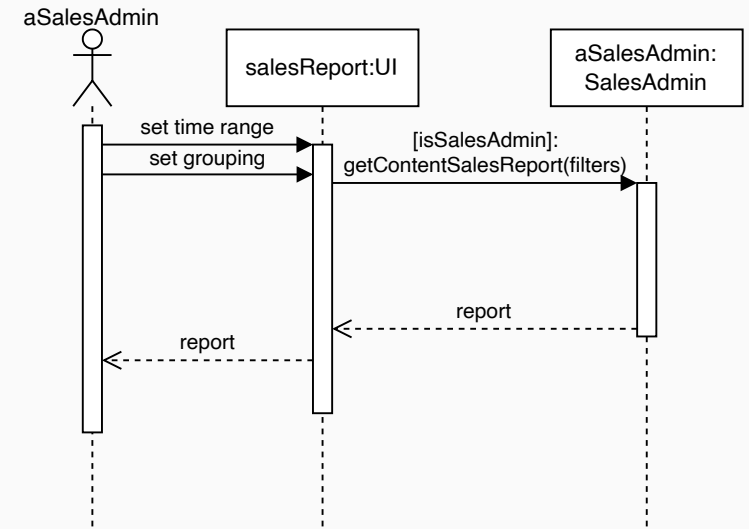 aSalesAdmin
salesReport:UI
aSalesAdmin:
SalesAdmin
set time range
set grouping
[isSalesAdmin]:
getContentSalesReport(filters)
report
report